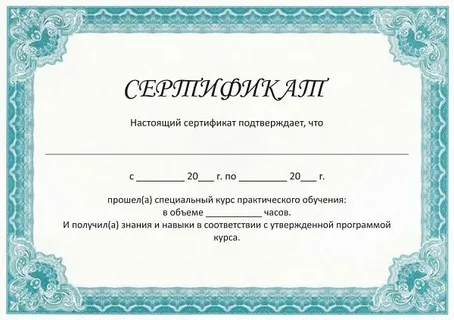 СЕРТИФИКАТ
Настоящий сертификат подтверждает, что
_______________________________________________
с _________ 20___ г. по _________ 20___ г.
прошел(а) специальный курс практического обучения:
в объеме ___________ часов.
И получил(а) знания и навыки в соответствии с утвержденной программой
курса.